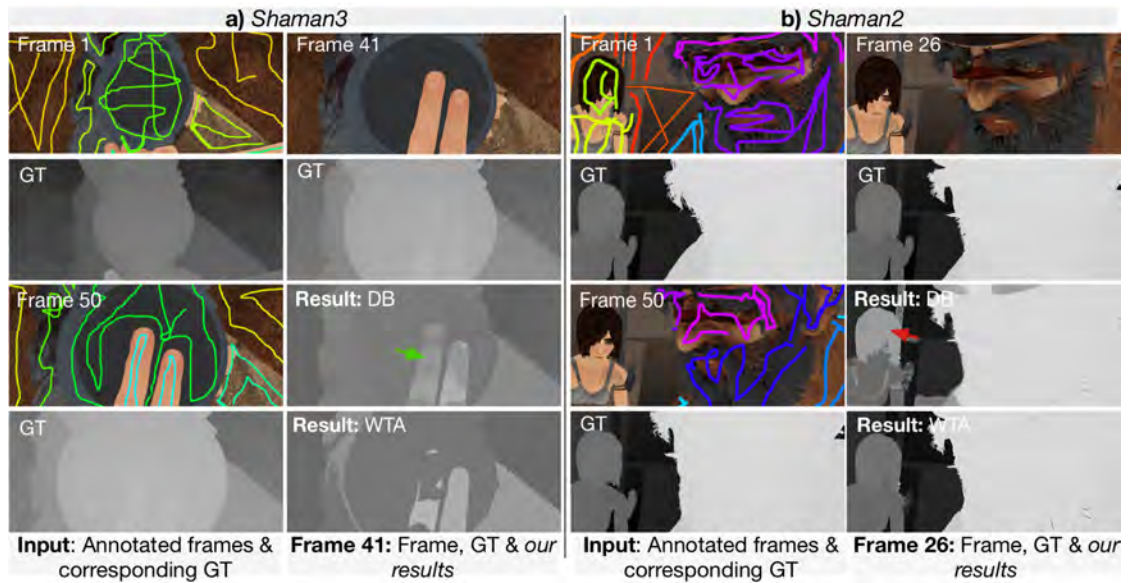 a) Shaman3
b) Shaman2
Frame 1
Frame 41
Frame 1
Frame 26
GT
GT
GT
GT
Frame 50
Result: DB
Frame 50
Result: DB
GT
Result: WTA
GT
Result: WTA
Input: Annotated frames &
corresponding GT
Frame 41: Frame, GT & our
results
Input: Annotated frames &
corresponding GT
Frame 26: Frame, GT & our
results